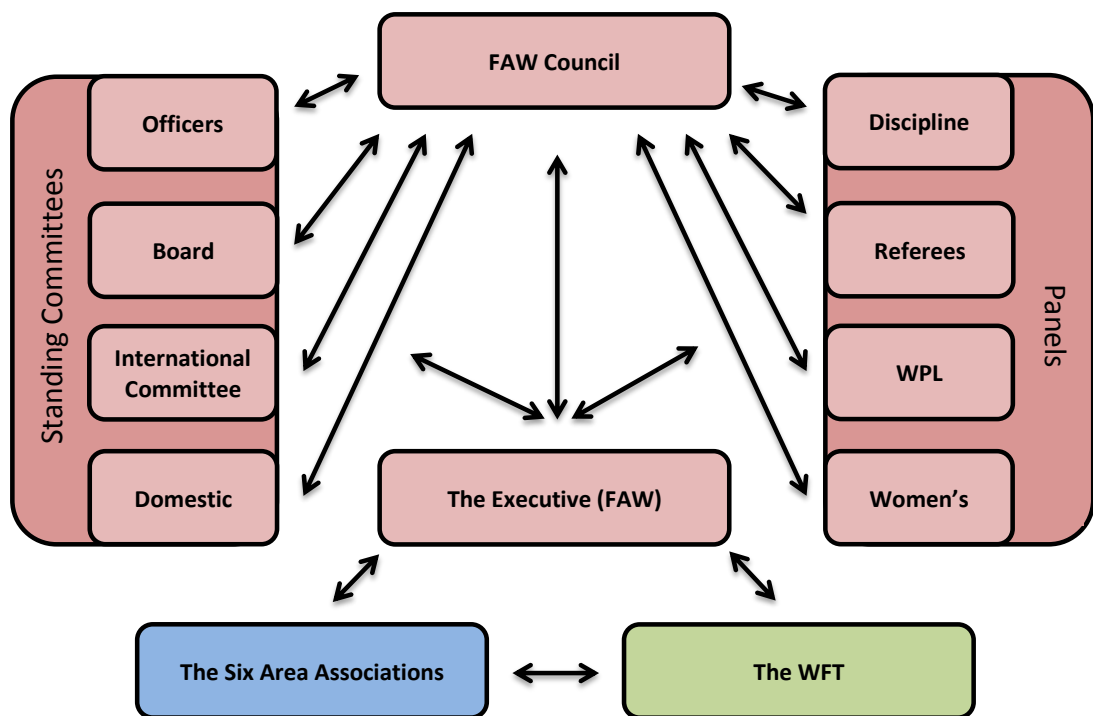 FAW Council
Standing Committees
Officers
Board
International
Committee
Domestic
Discipline
Referees
WPL
Women's
Panels
The Executive (FAW)
The Six Area Associations
The WFT